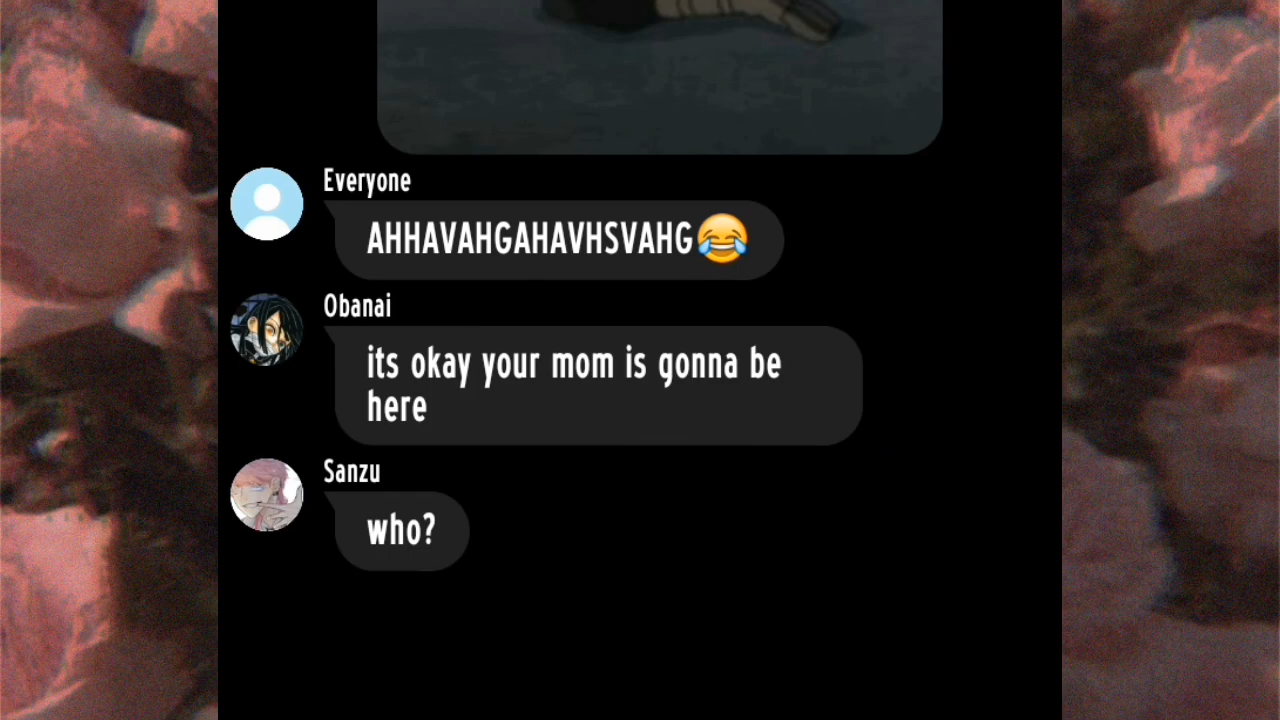 Everyone
AHHAVAHGAHAVHSVAHG😂
Obanai
its okay your mom is gonna be
here
Sanzu
who?